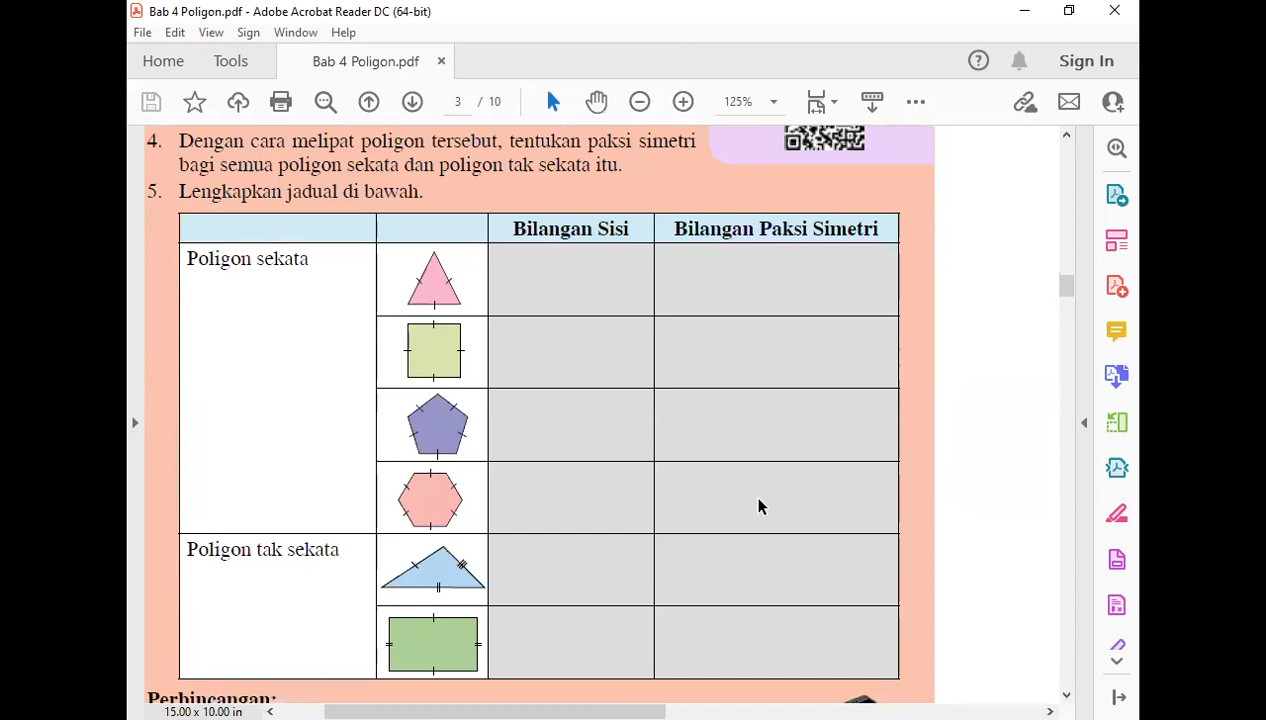 Bab 4 Poligon.pdf - Adobe Acrobat Reader DC (64-bit)
File Edit View Sign Window Help
Home Tools Bab 4 Poligon.pdf × Sign In
3 / 10 125%
4. Dengan cara melipat poligon tersebut, tentukan paksi simetri
bagi semua poligon sekata dan poligon tak sekata itu.
5. Lengkapkan jadual di bawah.
Bilangan Sisi Bilangan Paksi Simetri
Poligon sekata
Poligon tak sekata
Perbincangan:
15.00 x 10.00 in